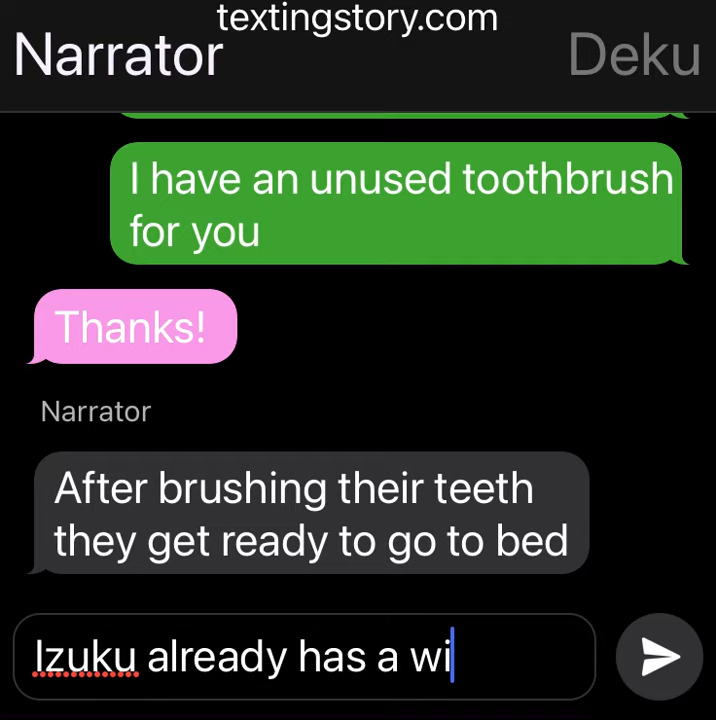 textingstory.com
Narrator
Deku
I have an unused toothbrush
for you
Thanks!
Narrator
After brushing their teeth
they get ready to go to bed
Izuku already has a wi